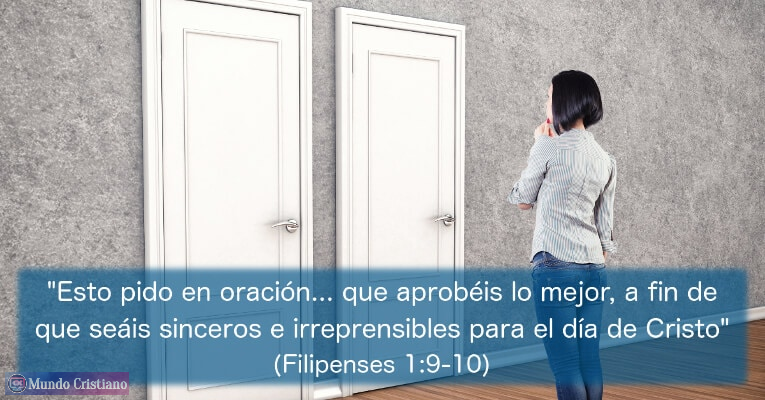 "Esto pido en oración... que aprobéis lo mejor, a fin de
que seáis sinceros e irreprensibles para el día de Cristo"
(Filipenses 1:9-10)
Mundo Cristiano